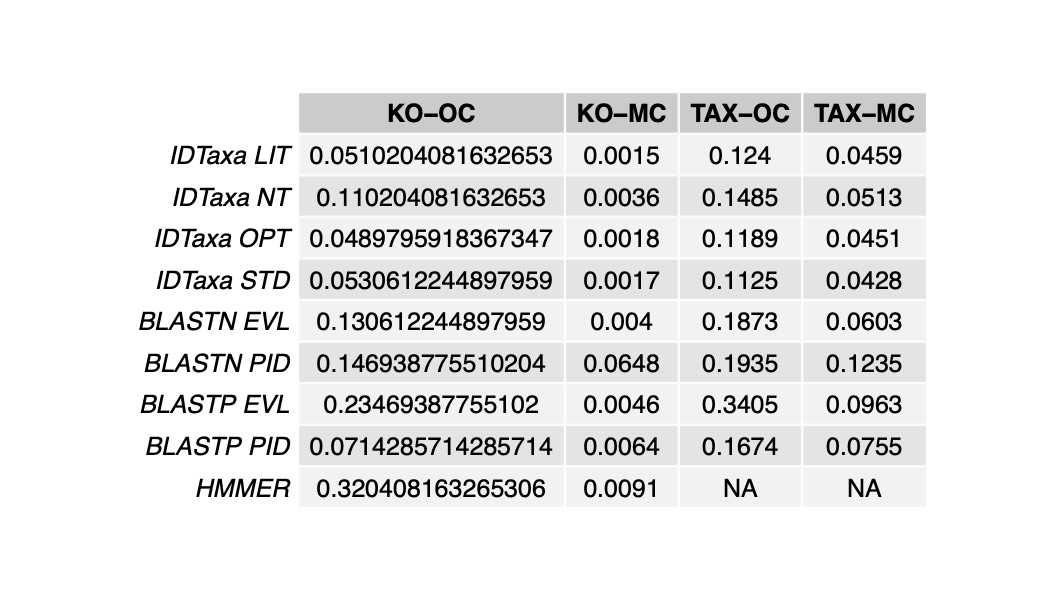 KO–OC KO–MC TAX–OC TAX–MC
IDTaxa LIT 0.0510204081632653 0.0015 0.124 0.0459
IDTaxa NT 0.110204081632653 0.0036 0.1485 0.0513
IDTaxa OPT 0.0489795918367347 0.0018 0.1189 0.0451
IDTaxa STD 0.0530612244897959 0.0017 0.1125 0.0428
BLASTN EVL 0.130612244897959 0.004 0.1873 0.0603
BLASTN PID 0.146938775510204 0.0648 0.1935 0.1235
BLASTP EVL 0.23469387755102 0.0046 0.3405 0.0963
BLASTP PID 0.0714285714285714 0.0064 0.1674 0.0755
HMMER 0.320408163265306 0.0091 NA NA